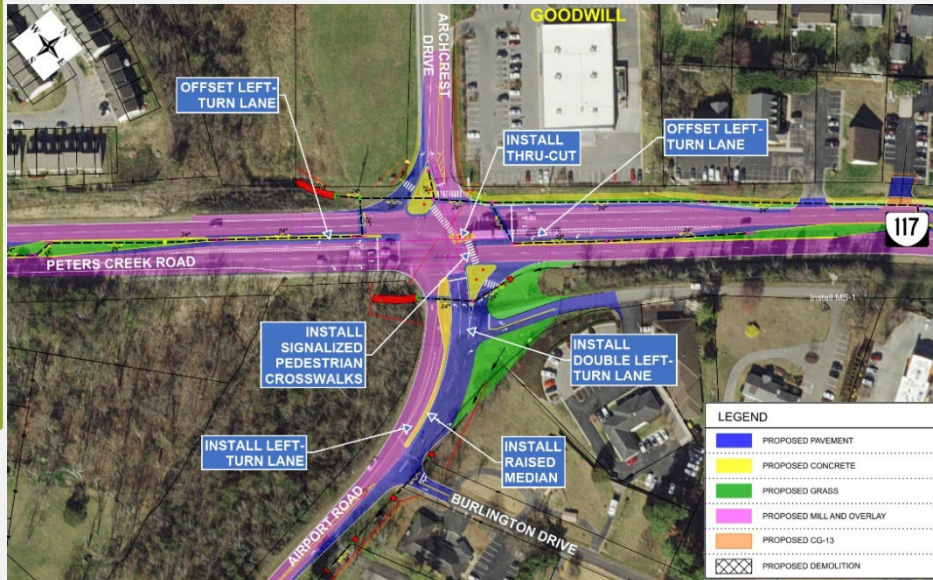 GOODWILL
ARCHCREST
DRIVE
OFFSET LEFT-
TURN LANE
INSTALL
THRU-CUT
OFFSET LEFT-
TURN LANE
117
PETERS CREEK ROAD
Install MS-1
INSTALL
SIGNALIZED
PEDESTRIAN
CROSSWALKS
INSTALL
DOUBLE LEFT-
TURN LANE
INSTALL LEFT-
TURN LANE
INSTALL
RAISED
MEDIAN
AIRPORT ROAD
BURLINGTON DRIVE
LEGEND
PROPOSED PAVEMENT
PROPOSED CONCRETE
PROPOSED GRASS
PROPOSED MILL AND OVERLAY
PROPOSED CG-13
PROPOSED DEMOLITION